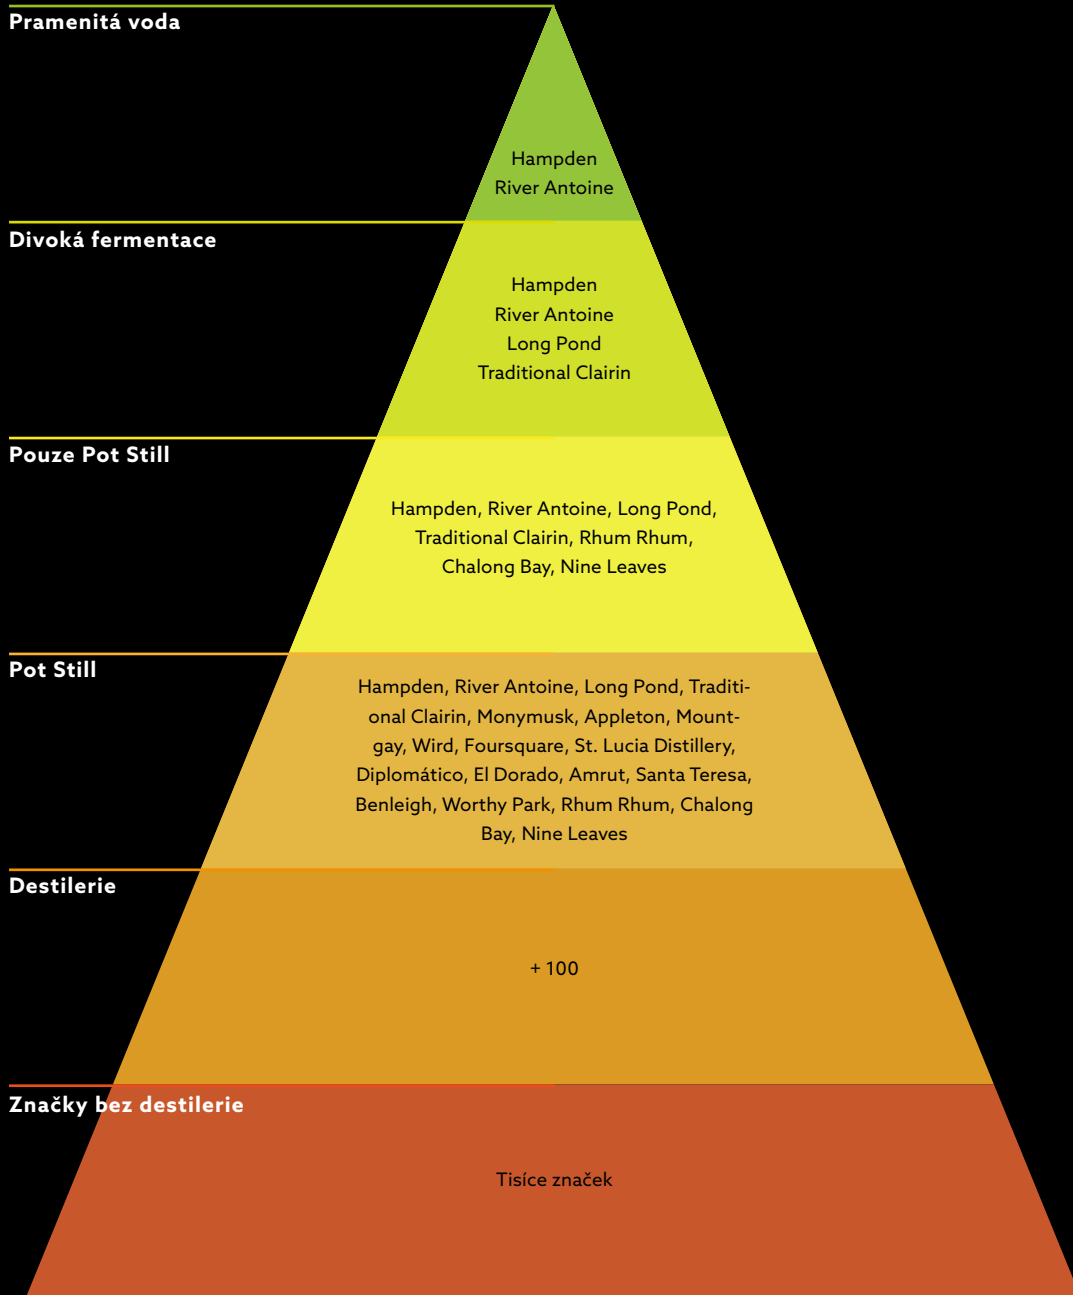 Pramenitá voda
Hampden
River Antoine
Divoká fermentace
Hampden
River Antoine
Long Pond
Traditional Clairin
Pouze Pot Still
Hampden, River Antoine, Long Pond,
Traditional Clairin, Rhum Rhum,
Chalong Bay, Nine Leaves
Pot Still
Hampden, River Antoine, Long Pond, Traditi-
onal Clairin, Monymusk, Appleton, Mount-
gay, Wird, Foursquare, St. Lucia Distillery,
Diplomático, El Dorado, Amrut, Santa Teresa,
Benleigh, Worthy Park, Rhum Rhum, Chalong
Bay, Nine Leaves
Destilerie
+ 100
Značky bez destilerie
Tisíce značek